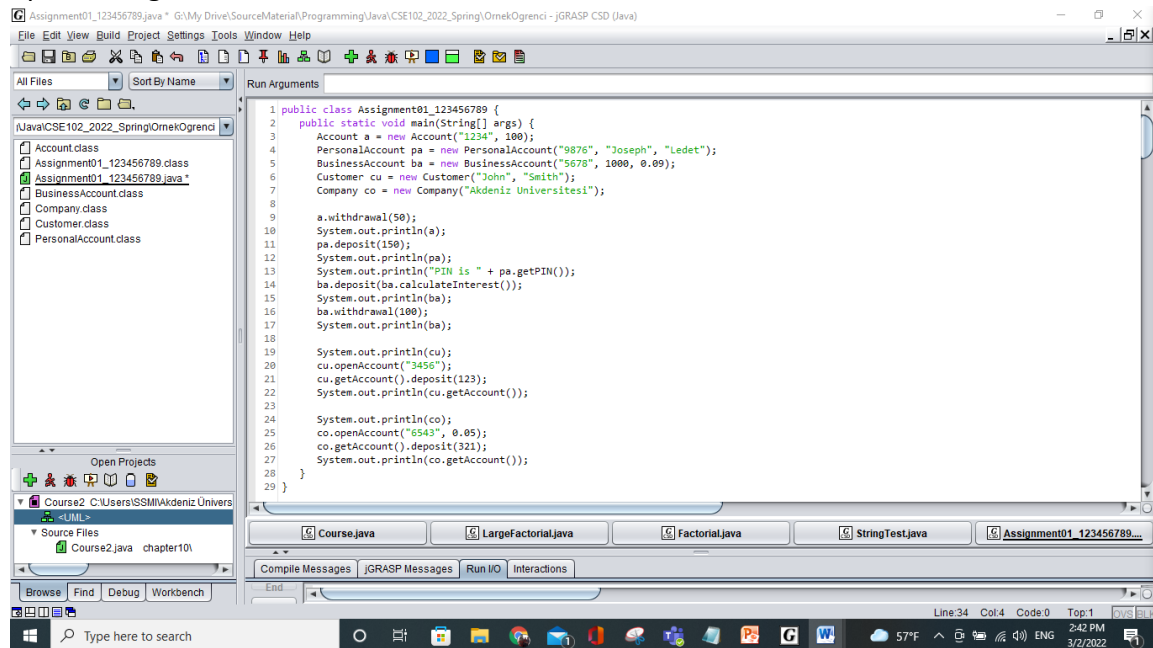 Assignment01_123456789.java * G:\My Drive\SourceMaterial\Programming\Java\CSE102_2022_Spring\OrnekOgrenci - jGRASP CSD (Java)
File Edit View Build Project Settings Tools Window Help
All Files Sort By Name
Run Arguments
\Java\CSE102_2022_Spring\OrnekOgrenci
Account.class
Assignment01_123456789.class
Assignment01_123456789.java *
BusinessAccount.class
Company.class
Customer.class
PersonalAccount.class
1 public class Assignment01_123456789 {
2 public static void main(String[] args) {
3 Account a = new Account("1234", 100);
4 PersonalAccount pa = new PersonalAccount("9876", "Joseph", "Ledet");
5 BusinessAccount ba = new BusinessAccount("5678", 1000, 0.09);
6 Customer cu = new Customer("John", "Smith");
7 Company co = new Company("Akdeniz Universitesi");
8
9 a.withdrawal(50);
10 System.out.println(a);
11 pa.deposit(150);
12 System.out.println(pa);
13 System.out.println("PIN is " + pa.getPIN());
14 ba.deposit(ba.calculateInterest());
15 System.out.println(ba);
16 ba.withdrawal(100);
17 System.out.println(ba);
18
19 System.out.println(cu);
20 cu.openAccount("3456");
21 cu.getAccount().deposit(123);
22 System.out.println(cu.getAccount());
23
24 System.out.println(co);
25 co.openAccount("6543", 0.05);
26 co.getAccount().deposit(321);
27 System.out.println(co.getAccount());
28 }
29 }
Open Projects
Course2 C:\Users\SSMI\Akdeniz Ünivers
<UML>
Source Files
Course2.java chapter10\
Course.java LargeFactorial.java Factorial.java StringTest.java Assignment01_123456789....
Compile Messages jGRASP Messages Run I/O Interactions
End
Browse Find Debug Workbench
Line:34 Col:4 Code:0 Top:1 OVS BLK
Type here to search
57°F ENG
2:42 PM
3/2/2022